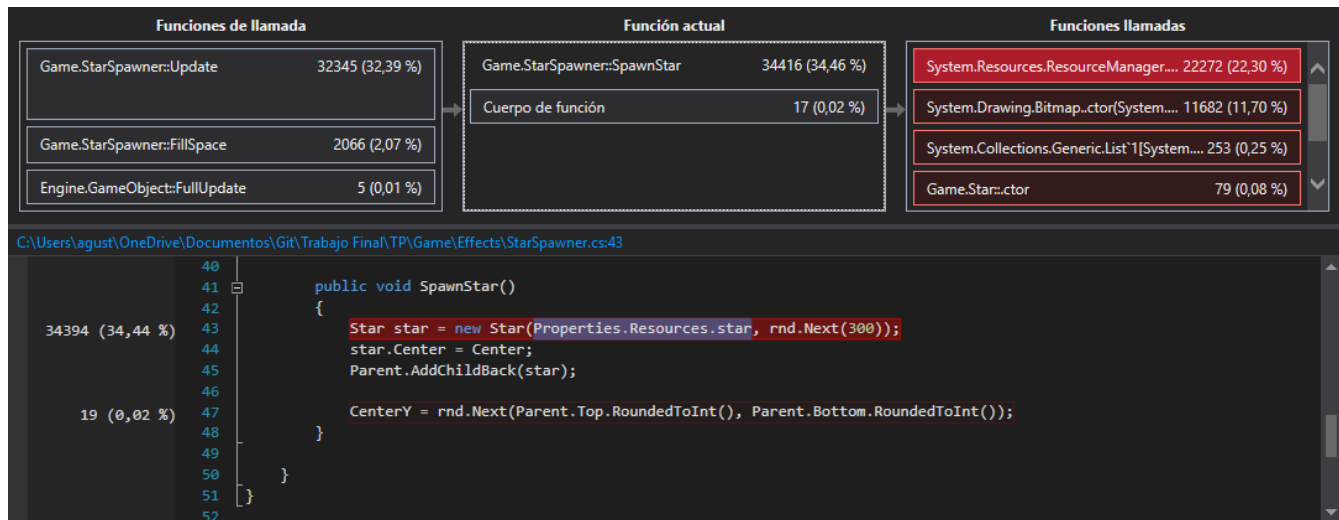 Funciones de llamada
Función actual
Funciones llamadas
Game.StarSpawner::Update 32345 (32,39 %)
Game.StarSpawner::FillSpace 2066 (2,07 %)
Engine.GameObject::FullUpdate 5 (0,01 %)
Game.StarSpawner::SpawnStar 34416 (34,46 %)
Cuerpo de función 17 (0,02 %)
System.Resources.ResourceManager.... 22272 (22,30 %)
System.Drawing.Bitmap..ctor(System.... 11682 (11,70 %)
System.Collections.Generic.List`1[System.... 253 (0,25 %)
Game.Star::.ctor 79 (0,08 %)
C:\Users\agust\OneDrive\Documentos\Git\Trabajo Final\TP\Game\Effects\StarSpawner.cs:43
40
41 public void SpawnStar()
42 {
34394 (34,44 %) 43 Star star = new Star(Properties.Resources.star, rnd.Next(300));
44 star.Center = Center;
45 Parent.AddChildBack(star);
46
19 (0,02 %) 47 CenterY = rnd.Next(Parent.Top.RoundedToInt(), Parent.Bottom.RoundedToInt());
48 }
49
50 }
51 }
52